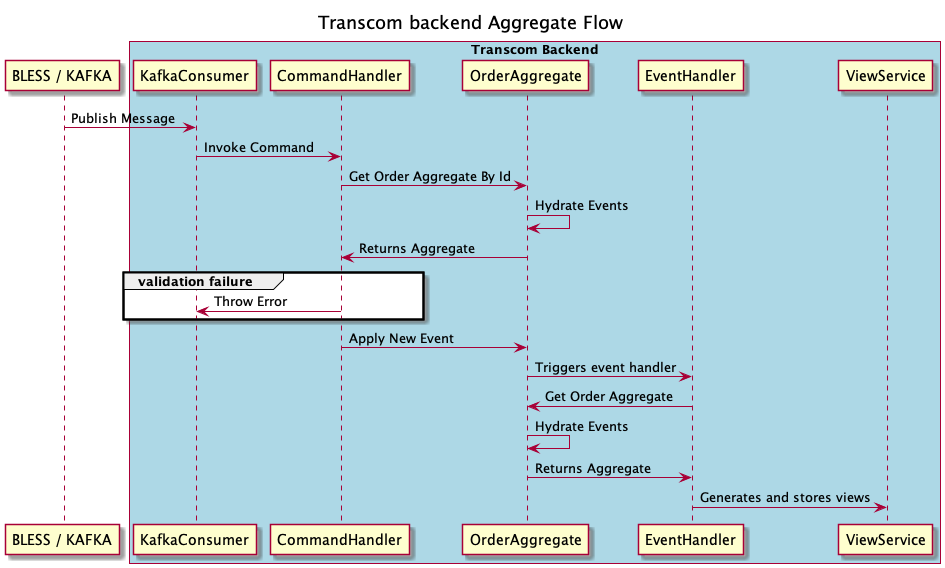 Transcom backend Aggregate Flow
Transcom Backend
BLESS / KAFKA
KafkaConsumer
CommandHandler
OrderAggregate
EventHandler
ViewService
Publish Message
Invoke Command
Get Order Aggregate By Id
Hydrate Events
Returns Aggregate
validation failure
Throw Error
Apply New Event
Triggers event handler
Get Order Aggregate
Hydrate Events
Returns Aggregate
Generates and stores views
BLESS / KAFKA
KafkaConsumer
CommandHandler
OrderAggregate
EventHandler
ViewService